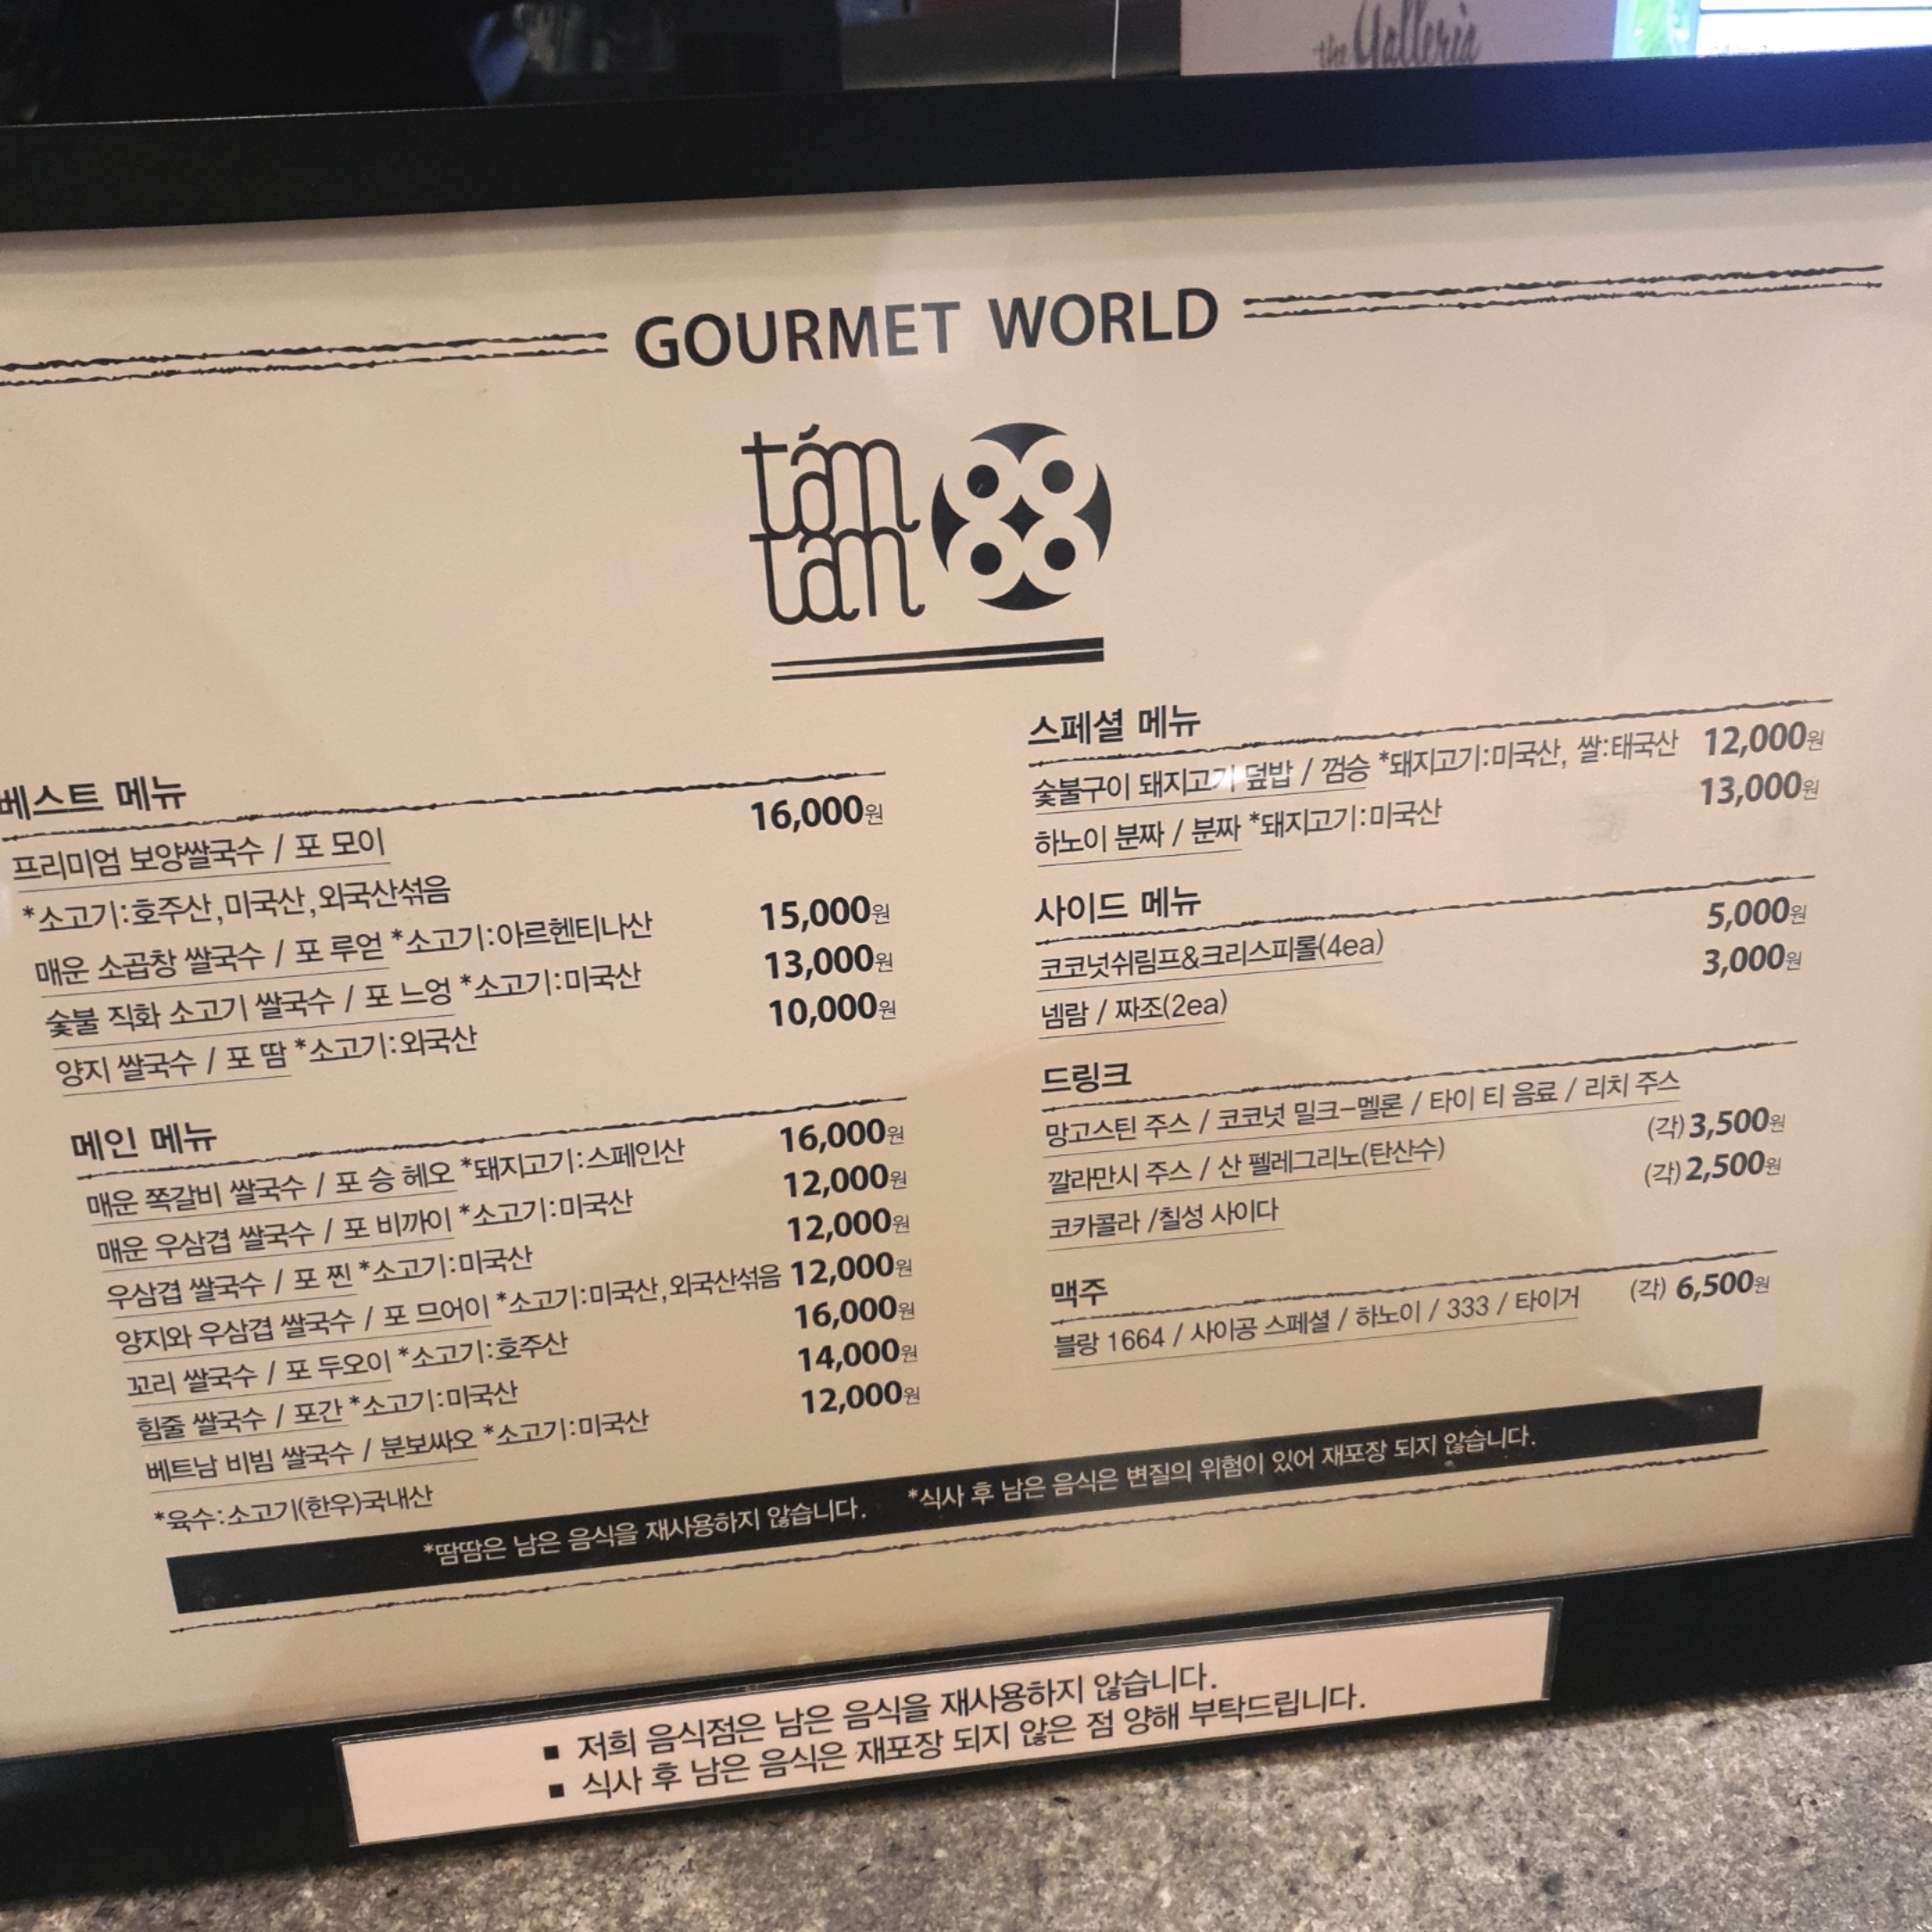 the Galleria
GOURMET WORLD
tám
tám
베스트 메뉴
프리미엄 보양쌀국수 / 포 모이 16,000원
*소고기:호주산,미국산,외국산섞음
매운 소곱창 쌀국수 / 포 루얻 *소고기:아르헨티나산 15,000원
숯불 직화 소고기 쌀국수 / 포 느엉 *소고기:미국산 13,000원
양지 쌀국수 / 포 땀 *소고기:외국산 10,000원
메인 메뉴
매운 쪽갈비 쌀국수 / 포 승 헤오 *돼지고기:스페인산 16,000원
매운 우삼겹 쌀국수 / 포 비까이 *소고기:미국산 12,000원
우삼겹 쌀국수 / 포 찐 *소고기:미국산 12,000원
양지와 우삼겹 쌀국수 / 포 므어이 *소고기:미국산,외국산섞음 12,000원
꼬리 쌀국수 / 포 두오이 *소고기:호주산 16,000원
힘줄 쌀국수 / 포간 *소고기:미국산 14,000원
베트남 비빔 쌀국수 / 분보싸오 *소고기:미국산 12,000원
*육수:소고기(한우)국내산
스페셜 메뉴
숯불구이 돼지고기 덮밥 / 껌승 *돼지고기:미국산, 쌀:태국산 12,000원
하노이 분짜 / 분짜 *돼지고기:미국산 13,000원
사이드 메뉴
코코넛쉬림프&크리스피롤(4ea) 5,000원
넴람 / 짜조(2ea) 3,000원
드링크
망고스틴 주스 / 코코넛 밀크-멜론 / 타이 티 음료 / 리치 주스
깔라만시 주스 / 산 펠레그리노(탄산수) (각)3,500원
코카콜라 /칠성 사이다 (각)2,500원
맥주
블랑 1664 / 사이공 스페셜 / 하노이 / 333 / 타이거 (각) 6,500원
*땀땀은 남은 음식을 재사용하지 않습니다. *식사 후 남은 음식은 변질의 위험이 있어 재포장 되지 않습니다.
▪ 저희 음식점은 남은 음식을 재사용하지 않습니다.
▪ 식사 후 남은 음식은 재포장 되지 않은 점 양해 부탁드립니다.